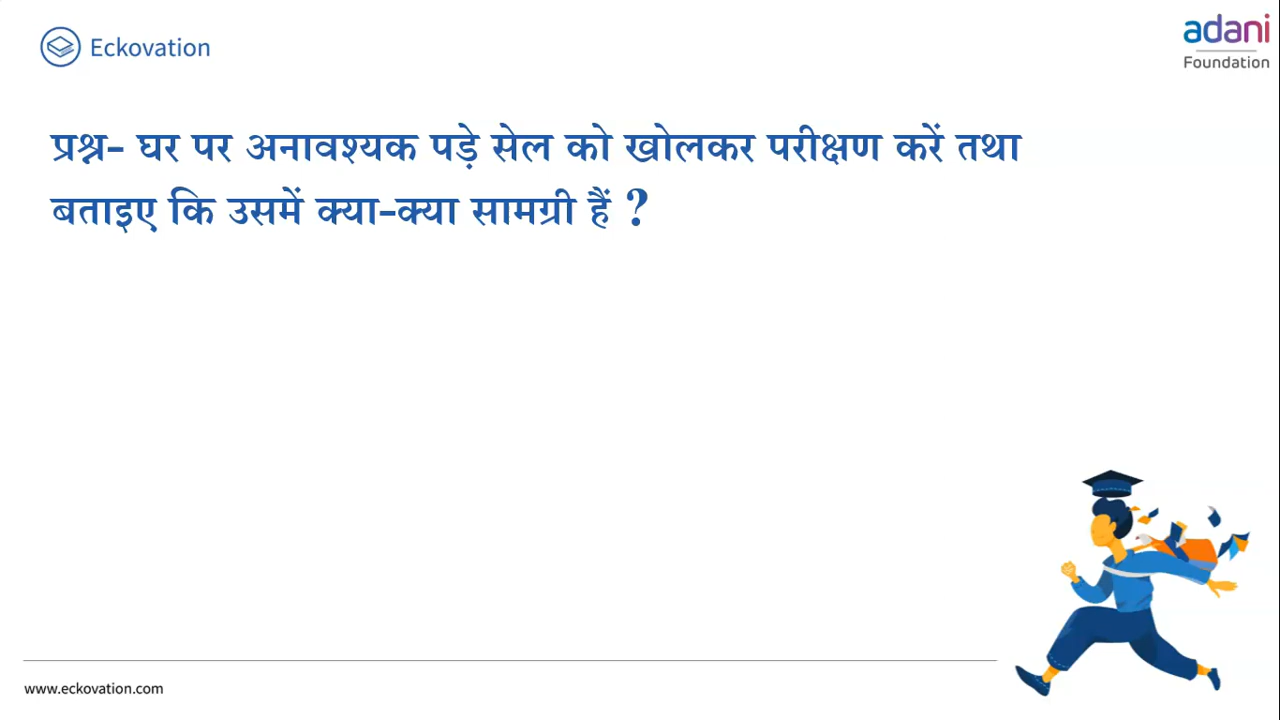 Eckovation
adani
Foundation
प्रश्न- घर पर अनावश्यक पड़े सेल को खोलकर परीक्षण करें तथा
बताइए कि उसमें क्या-क्या सामग्री हैं ?
www.eckovation.com